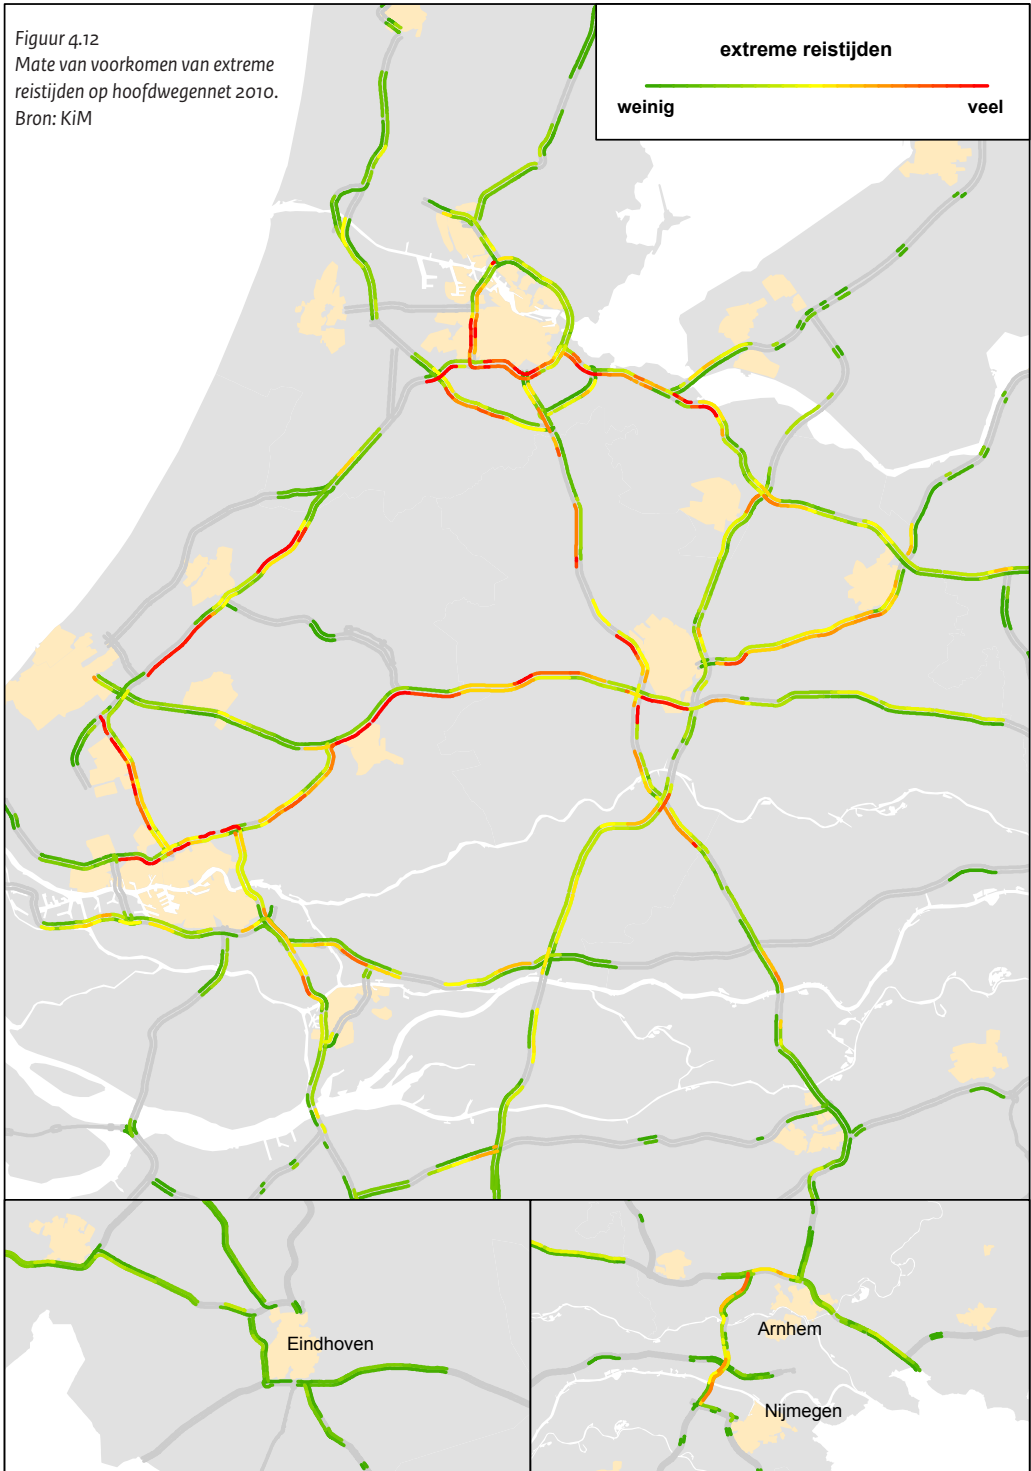 Figuur 4.12
Mate van voorkomen van extreme
reistijden op hoofdwegennet 2010.
Bron: KiM
extreme reistijden
weinig veel
Eindhoven
Arnhem
Nijmegen